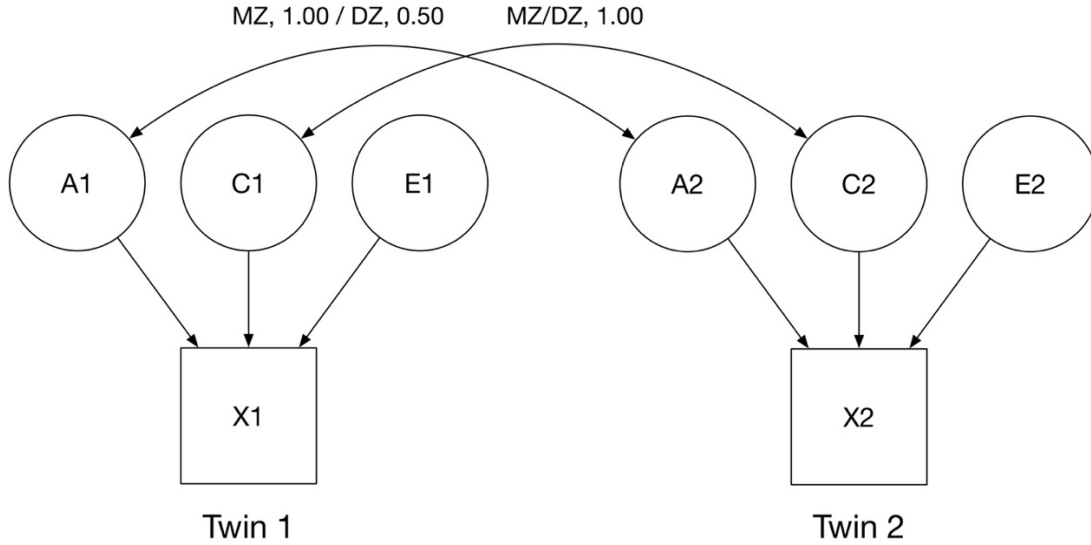 MZ, 1.00 / DZ, 0.50 MZ/DZ, 1.00
A1 C1 E1 A2 C2 E2
X1 X2
Twin 1 Twin 2